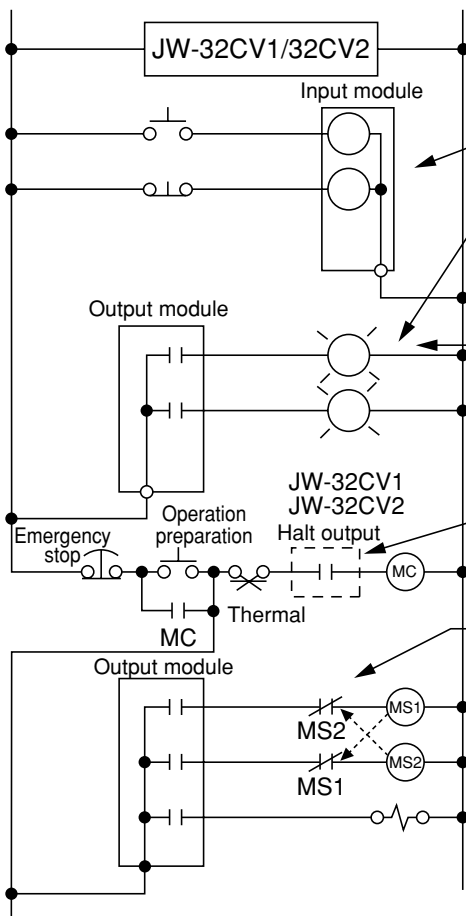 JW-32CV1/32CV2
Input module
Output module
JW-32CV1
JW-32CV2
Halt output
Operation
preparation
Emergency
stop
MC
Thermal
MC
Output module
MS1
MS2
MS2
MS1